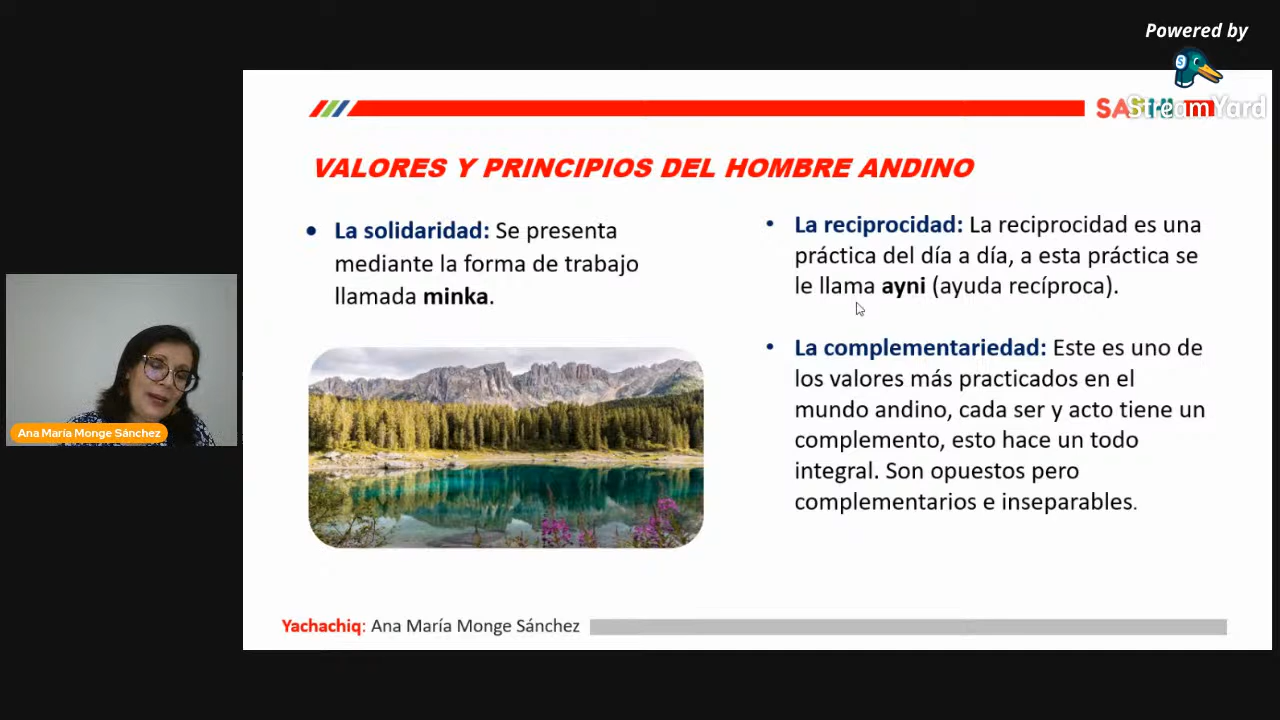 Powered by
StreamYard
VALORES Y PRINCIPIOS DEL HOMBRE ANDINO
• La solidaridad: Se presenta
mediante la forma de trabajo
llamada minka.
• La reciprocidad: La reciprocidad es una
práctica del día a día, a esta práctica se
le llama ayni (ayuda recíproca).
• La complementariedad: Este es uno de
los valores más practicados en el
mundo andino, cada ser y acto tiene un
complemento, esto hace un todo
integral. Son opuestos pero
complementarios e inseparables.
Ana María Monge Sánchez
Yachachiq: Ana María Monge Sánchez